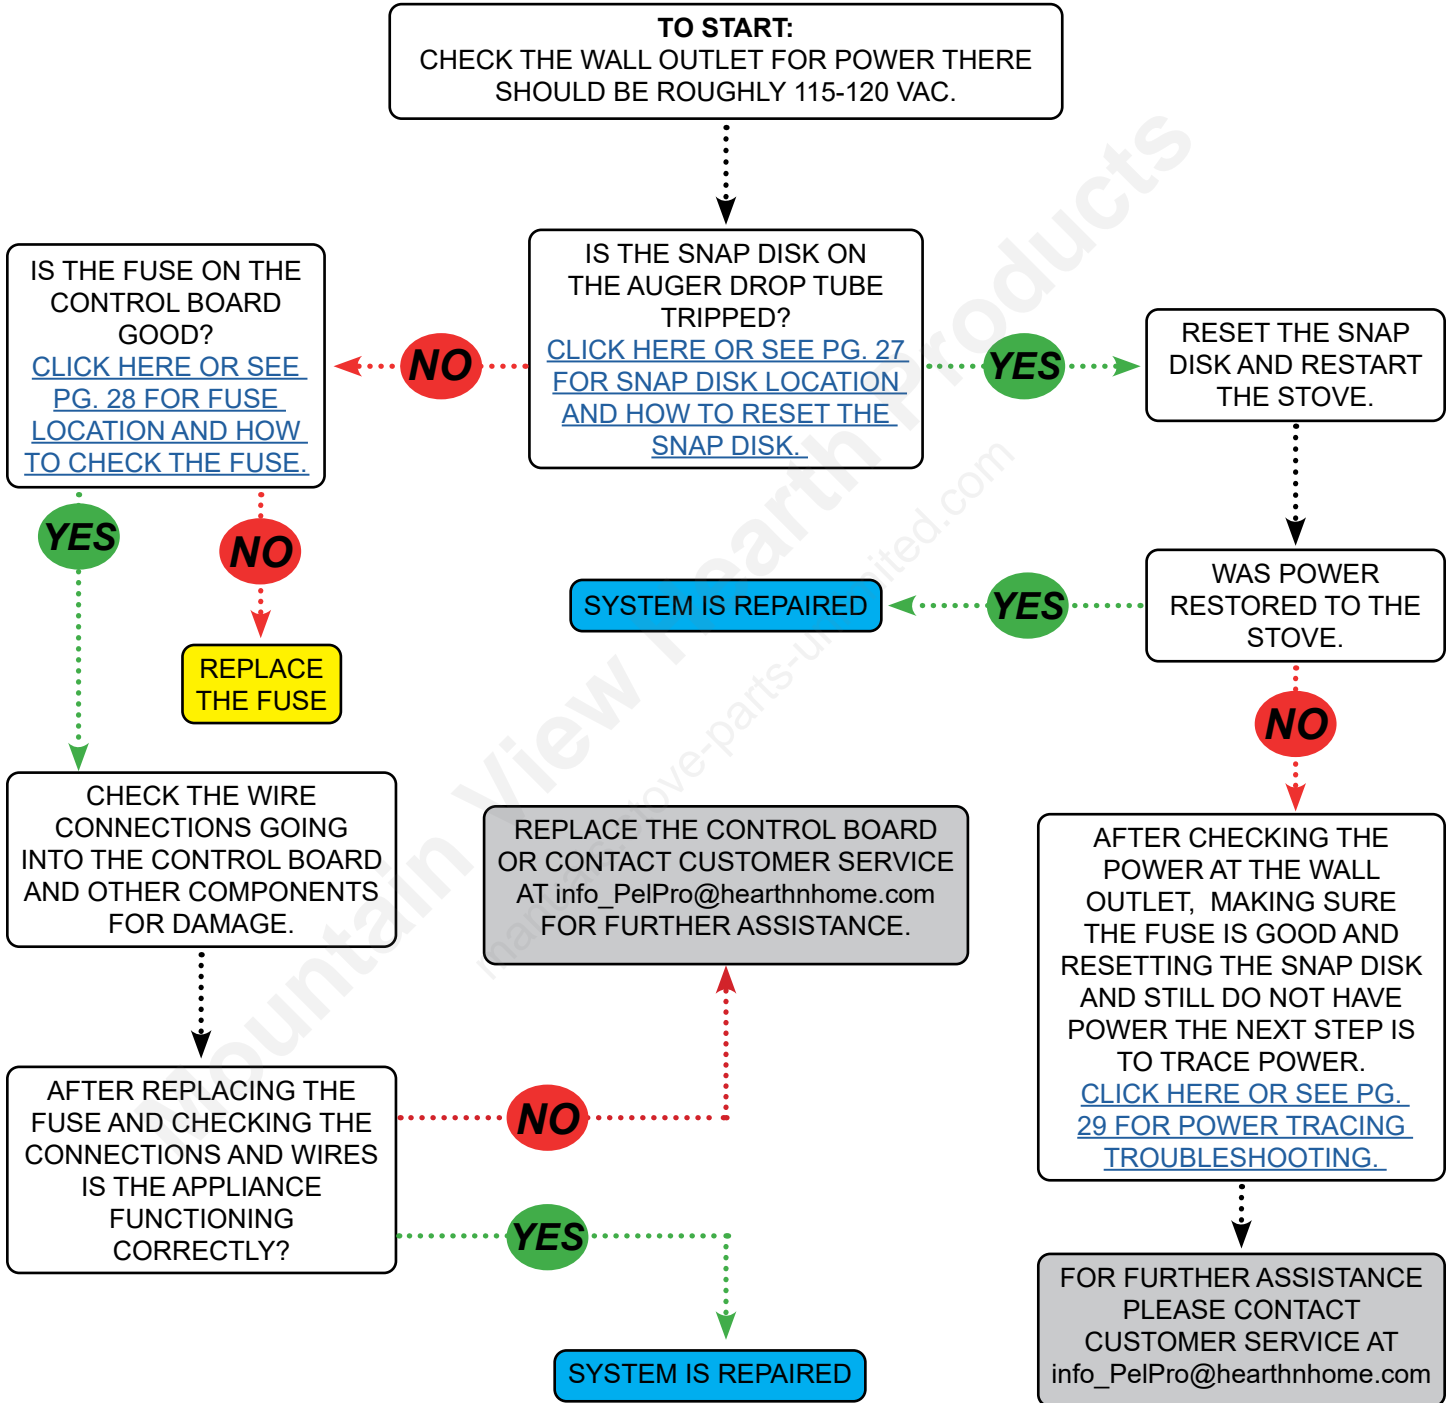 TO START:
CHECK THE WALL OUTLET FOR POWER THERE
SHOULD BE ROUGHLY 115-120 VAC.
IS THE SNAP DISK ON
THE AUGER DROP TUBE
TRIPPED?
CLICK HERE OR SEE PG. 27
FOR SNAP DISK LOCATION
AND HOW TO RESET THE
SNAP DISK.
NO
YES
IS THE FUSE ON THE
CONTROL BOARD
GOOD?
CLICK HERE OR SEE
PG. 28 FOR FUSE
LOCATION AND HOW
TO CHECK THE FUSE.
RESET THE SNAP
DISK AND RESTART
THE STOVE.
YES
NO
REPLACE
THE FUSE
SYSTEM IS REPAIRED
YES
WAS POWER
RESTORED TO THE
STOVE.
NO
CHECK THE WIRE
CONNECTIONS GOING
INTO THE CONTROL BOARD
AND OTHER COMPONENTS
FOR DAMAGE.
REPLACE THE CONTROL BOARD
OR CONTACT CUSTOMER SERVICE
AT info_PelPro@hearthnhome.com
FOR FURTHER ASSISTANCE.
AFTER CHECKING THE
POWER AT THE WALL
OUTLET, MAKING SURE
THE FUSE IS GOOD AND
RESETTING THE SNAP DISK
AND STILL DO NOT HAVE
POWER THE NEXT STEP IS
TO TRACE POWER.
CLICK HERE OR SEE PG.
29 FOR POWER TRACING
TROUBLESHOOTING.
AFTER REPLACING THE
FUSE AND CHECKING THE
CONNECTIONS AND WIRES
IS THE APPLIANCE
FUNCTIONING
CORRECTLY?
NO
YES
SYSTEM IS REPAIRED
FOR FURTHER ASSISTANCE
PLEASE CONTACT
CUSTOMER SERVICE AT
info_PelPro@hearthnhome.com
Mountain View Hearth Products